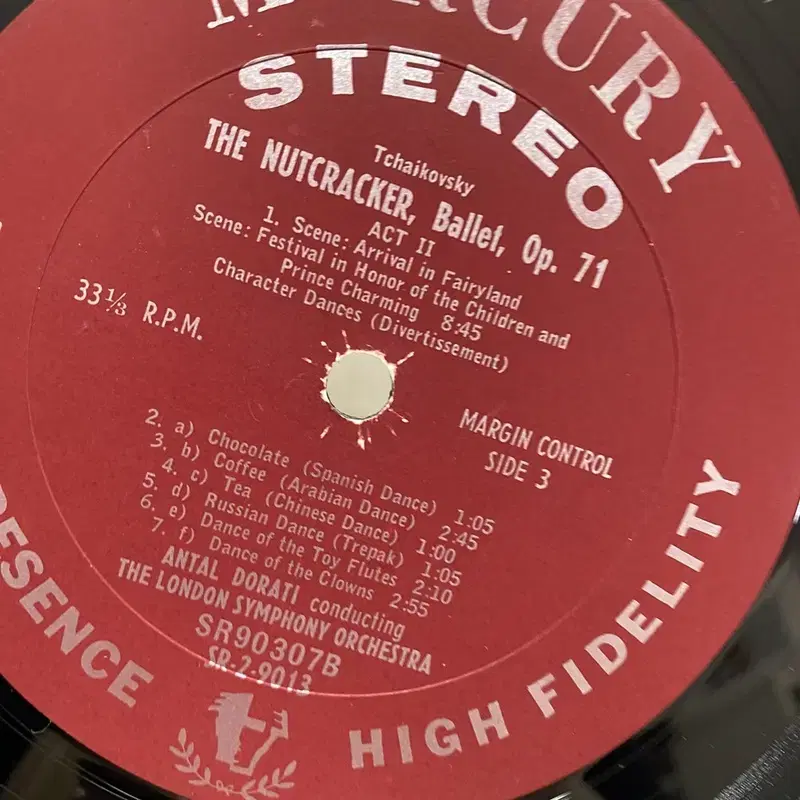 MERCURY
STEREO
Tchaikovsky
THE NUTCRACKER, Ballet, Op. 71
ACT II
1. Scene: Arrival in Fairyland
Scene: Festival in Honor of the Children and
Prince Charming 8:45
Character Dances (Divertissement)
33⅓ R.P.M.
MARGIN CONTROL
SIDE 3
2. a) Chocolate (Spanish Dance) 1:05
3. b) Coffee (Arabian Dance) 2:45
4. c) Tea (Chinese Dance) 1:00
5. d) Russian Dance (Trepak) 1:05
6. e) Dance of the Toy Flutes 2:10
7. f) Dance of the Clowns 2:55
ANTAL DORATI conducting
THE LONDON SYMPHONY ORCHESTRA
SR90307B
SR-2-9013
HIGH FIDELITY